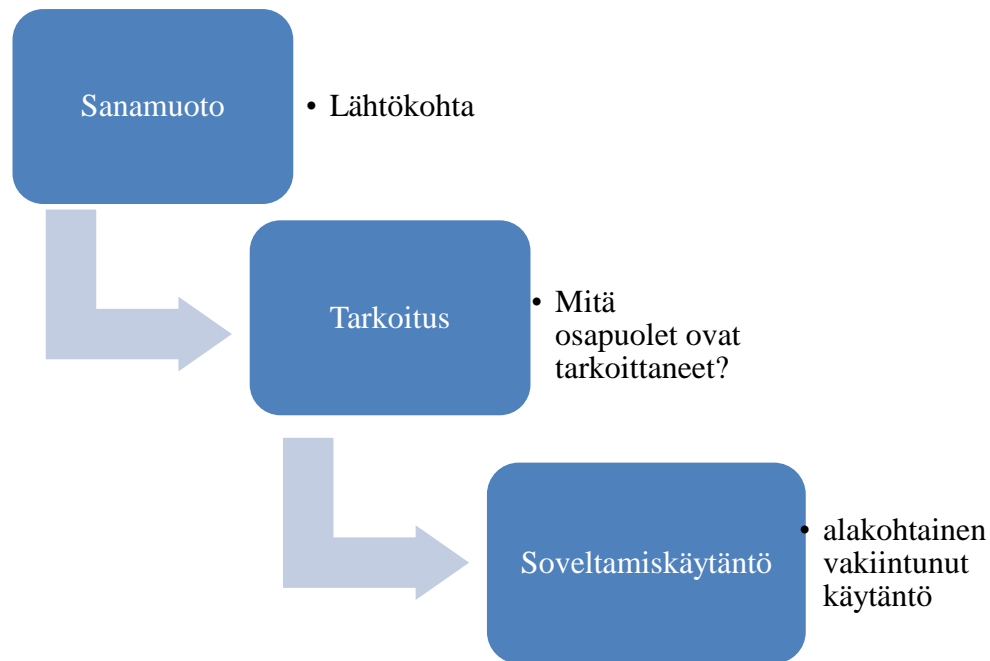 Sanamuoto
• Lähtökohta
Tarkoitus
• Mitä
osapuolet ovat
tarkoittaneet?
Soveltamiskäytäntö
• alakohtainen
vakiintunut
käytäntö